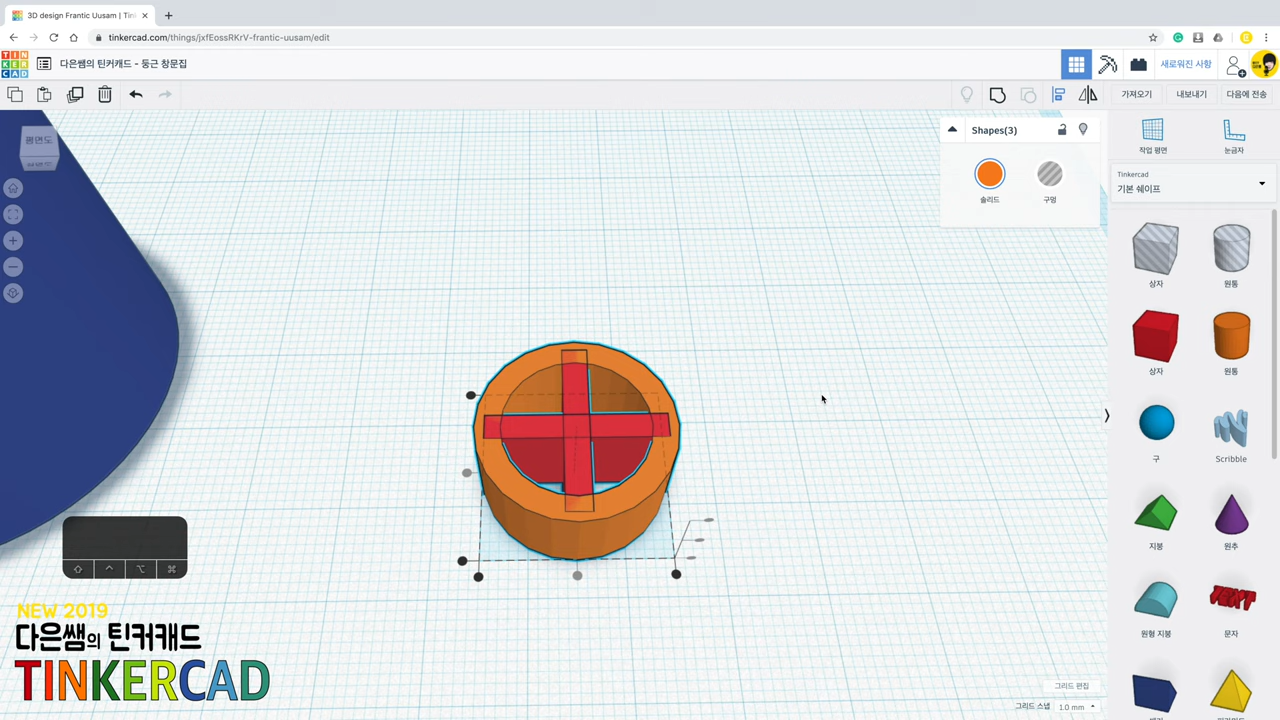 3D design Frantic Uusam | Tin
tinkercad.com/things/jxfEossRKrV-frantic-uusam/edit
E
TIN
KER
CAD
다은쌤의 틴커캐드 - 둥근 창문집
새로워진 사항
가져오기
내보내기
다음에 전송
평면도
Shapes(3)
솔리드
구멍
작업 평면
눈금자
Tinkercad
기본 쉐이프
상자
원통
상자
원통
구
Scribble
지붕
원추
원형 지붕
문자
NEW 2019
다은쌤의 틴커캐드
TINKERCAD
그리드 편집
그리드 스냅
1.0 mm